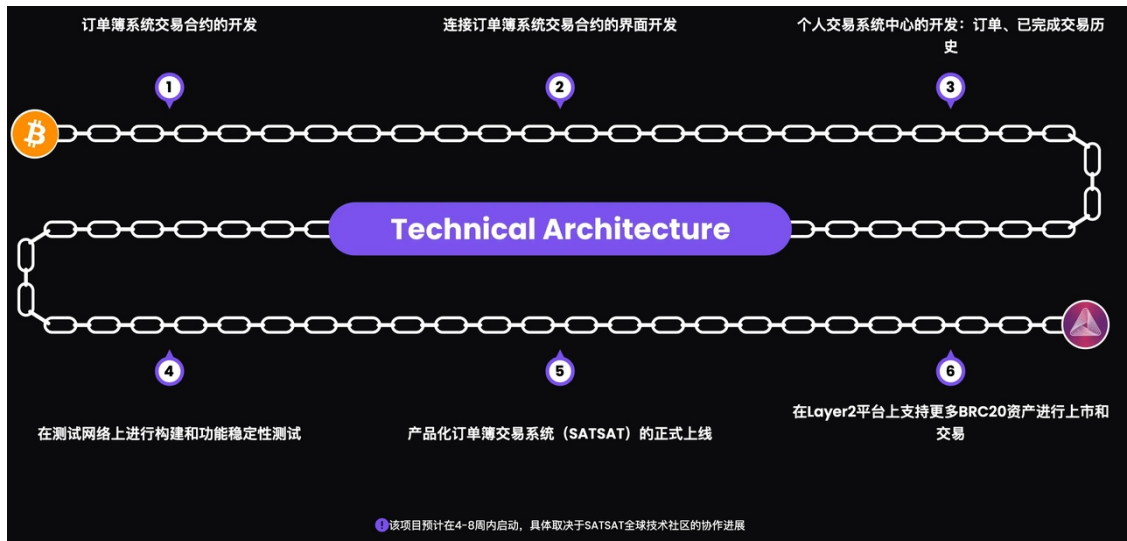 订单簿系统交易合约的开发
连接订单簿系统交易合约的界面开发
个人交易系统中心的开发：订单、已完成交易历
史
1
2
3
Technical Architecture
4
5
6
在测试网络上进行构建和功能稳定性测试
产品化订单簿交易系统（SATSAT）的正式上线
在Layer2平台上支持更多BRC20资产进行上市和
交易
!该项目预计在4-8周内启动，具体取决于SATSAT全球技术社区的协作进展